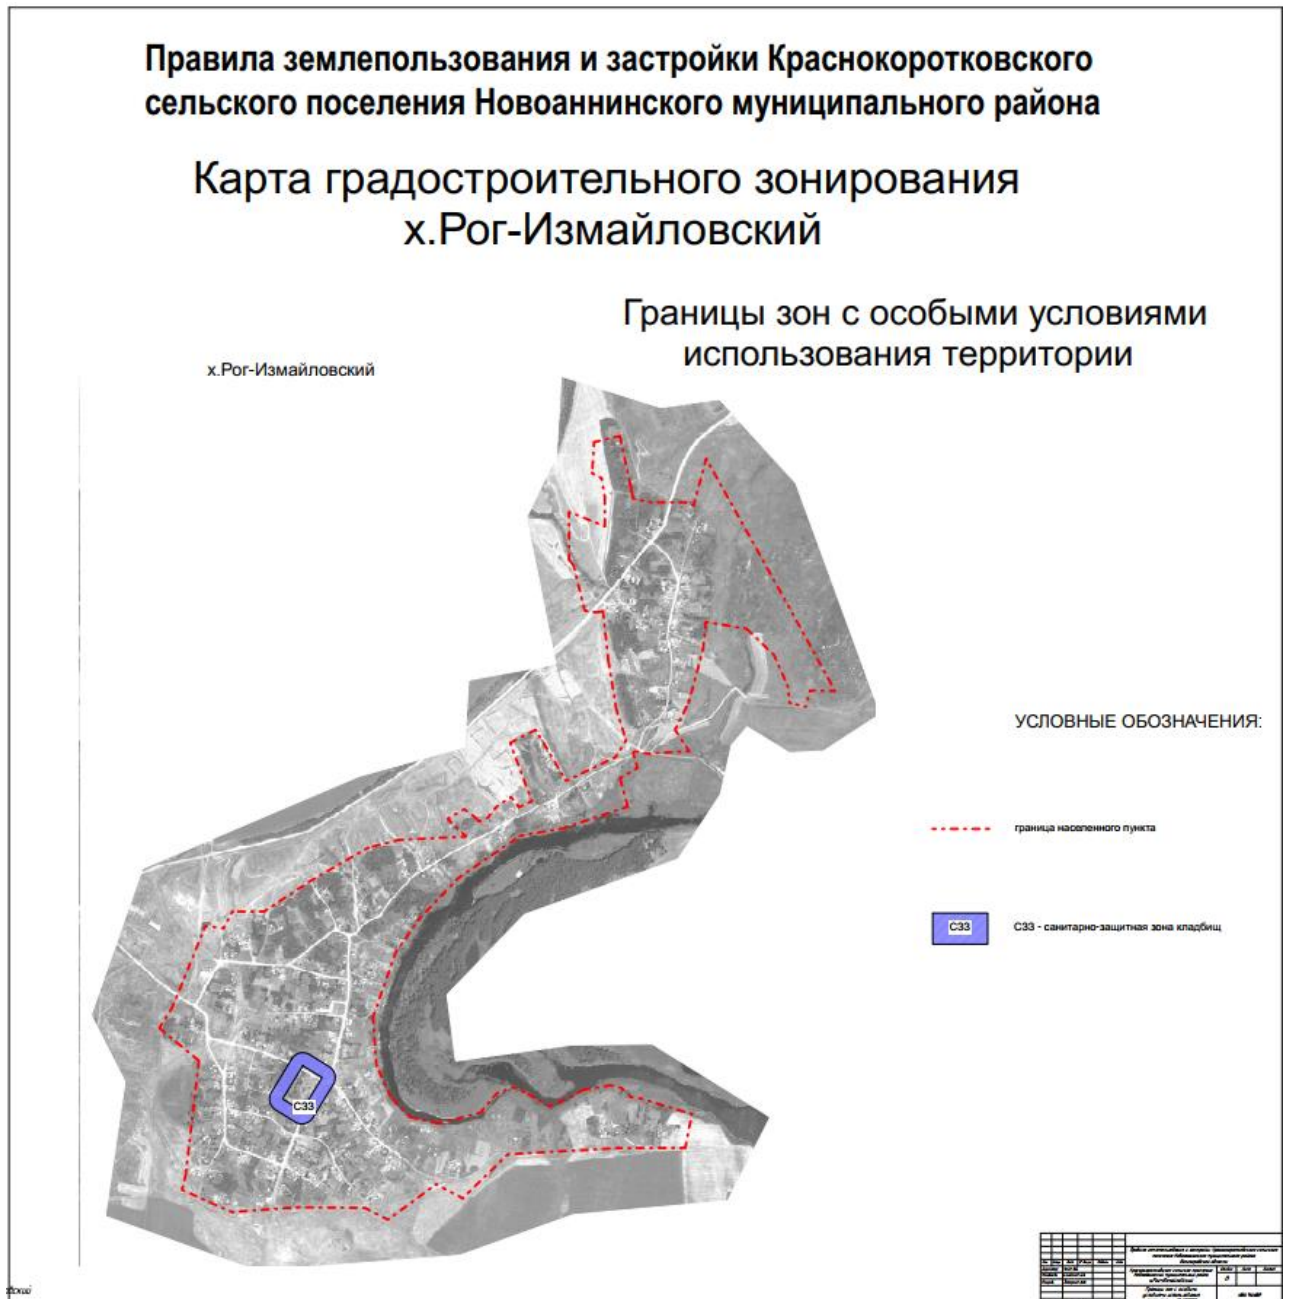 Правила землепользования и застройки Краснокоротковского
сельского поселения Новоаннинского муниципального района
Карта градостроительного зонирования
х.Рог-Измайловский
Границы зон с особыми условиями
использования территории
х.Рог-Измайловский
УСЛОВНЫЕ ОБОЗНАЧЕНИЯ:
граница населенного пункта
СЗЗ
СЗЗ - санитарно-защитная зона кладбищ
СЗЗ